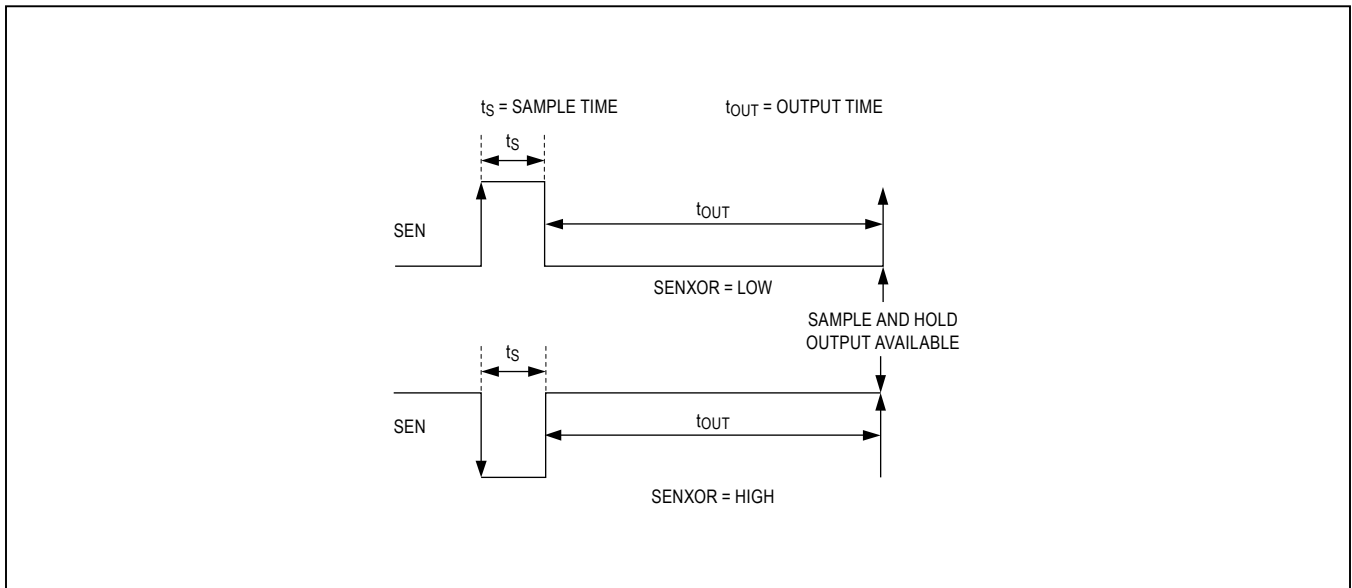 tS = SAMPLE TIME
tOUT = OUTPUT TIME
tS
SEN
tOUT
SENXOR = LOW
SAMPLE AND HOLD
OUTPUT AVAILABLE
tS
SEN
tOUT
SENXOR = HIGH